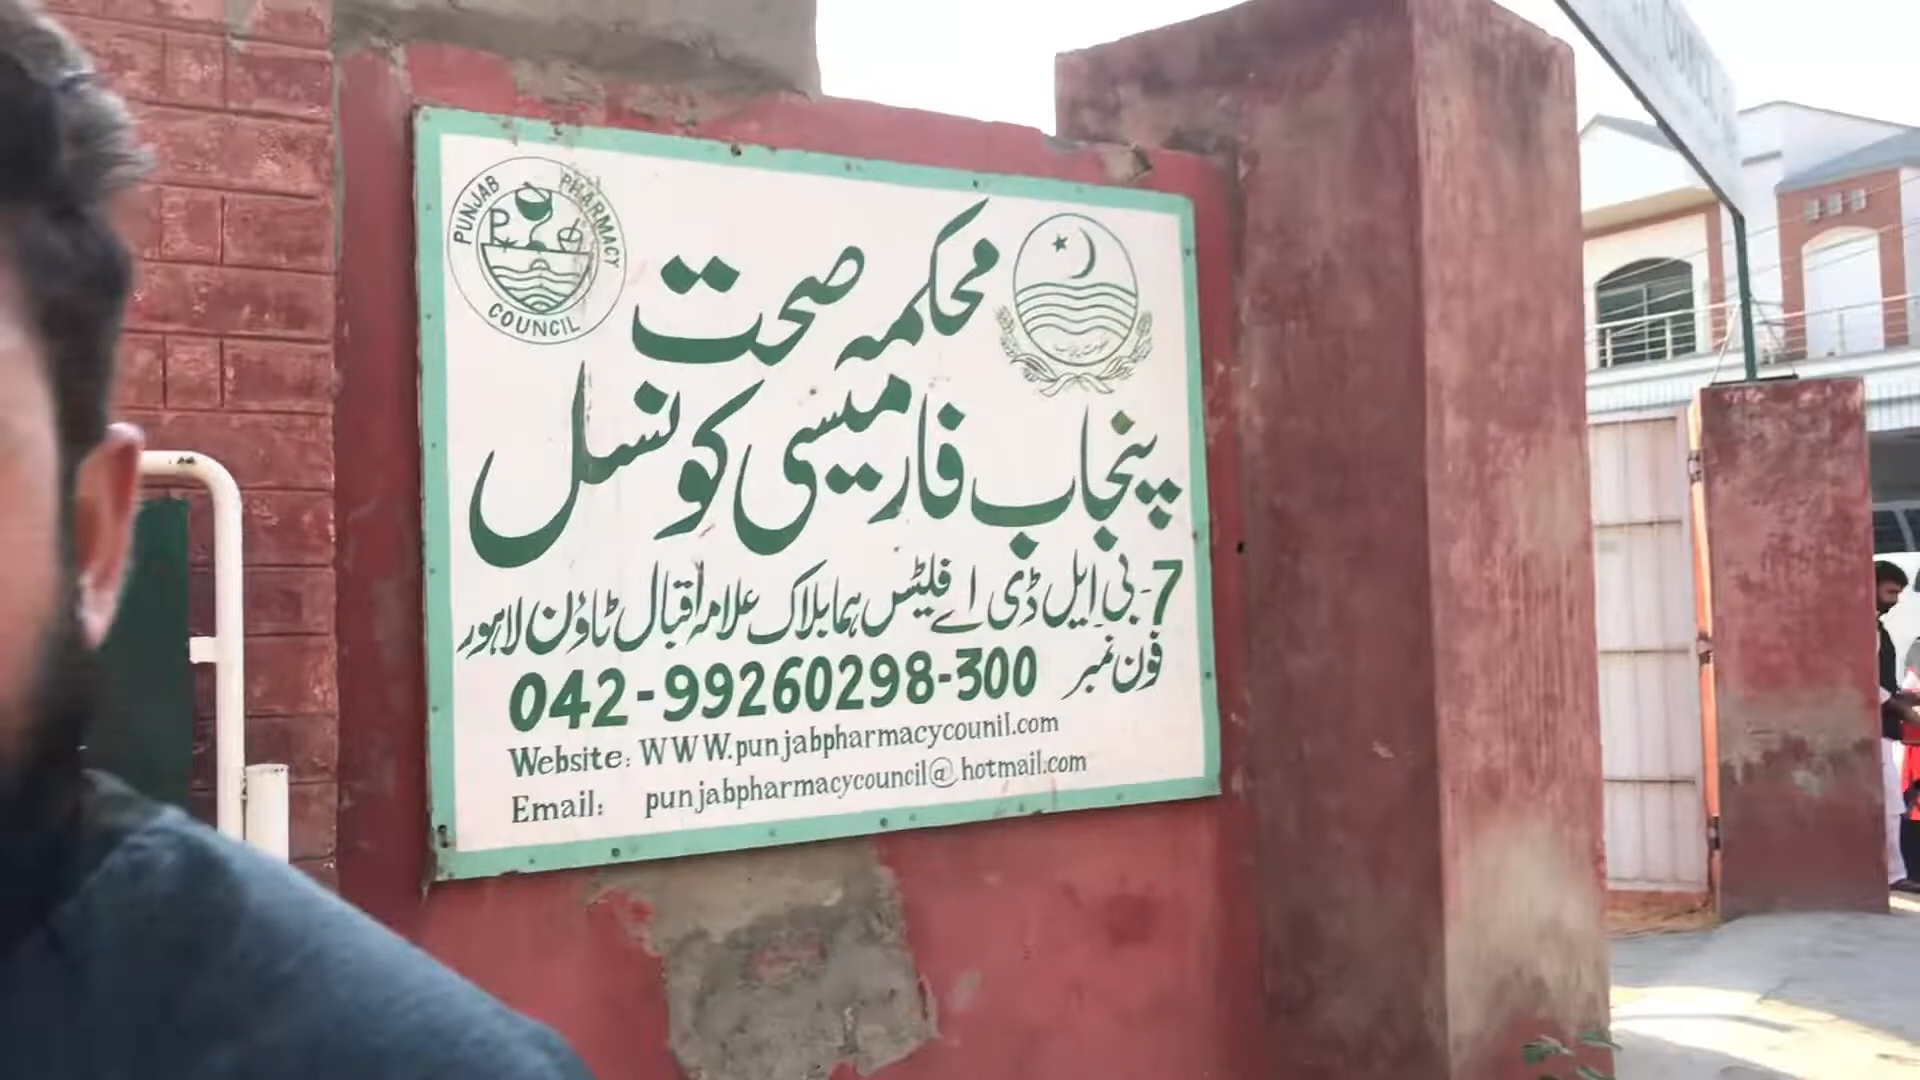 PUNJAB PHARMACY COUNCIL
محکمہ صحت
پنجاب فارمیسی کونسل
7-بی ایل ڈی اے فلیٹس ہما بلاک علامہ اقبال ٹاؤن لاہور
فون نمبر 042-99260298-300
Website: WWW.punjabpharmacycounil.com
Email: punjabpharmacycouncil@hotmail.com